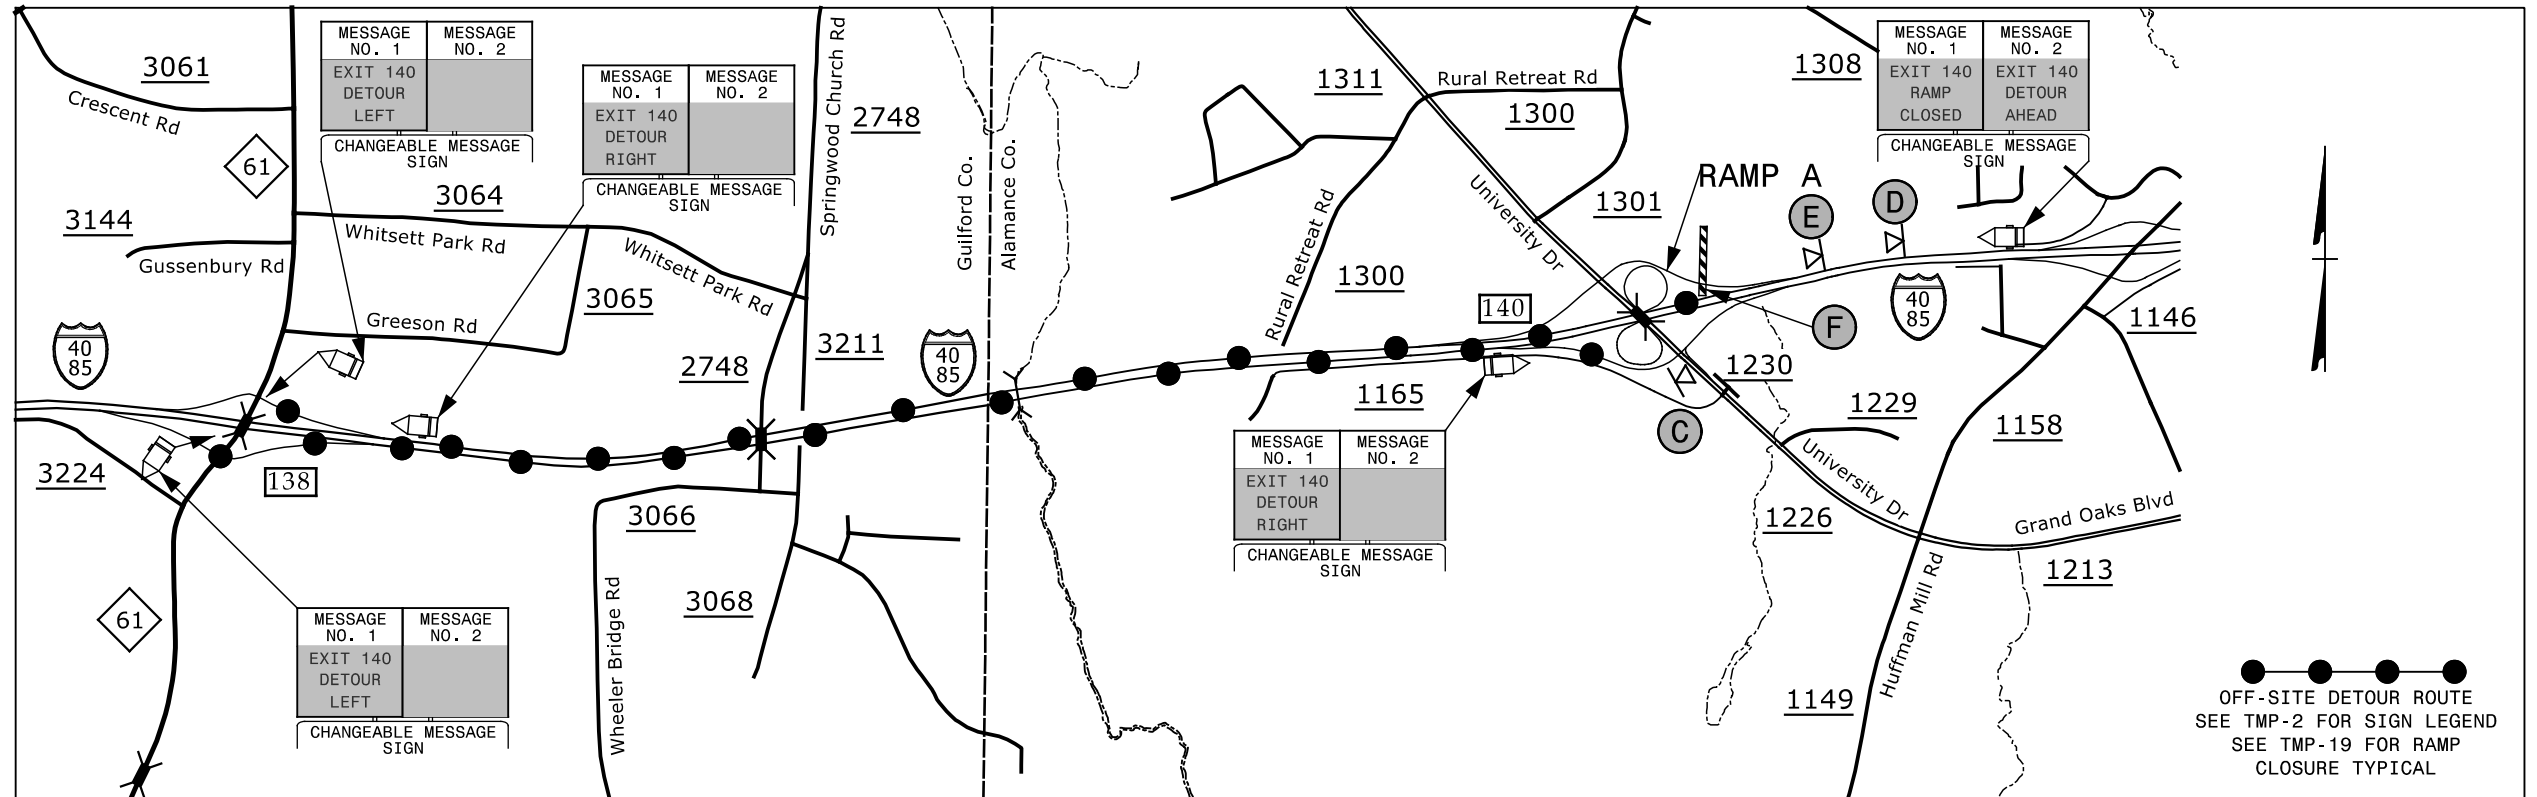 3061
Crescent Rd
61
3144
Gussenbury Rd
MESSAGE NO. 1
MESSAGE NO. 2
EXIT 140
DETOUR
LEFT
CHANGEABLE MESSAGE
SIGN
3064
Whitsett Park Rd
MESSAGE NO. 1
MESSAGE NO. 2
EXIT 140
DETOUR
RIGHT
CHANGEABLE MESSAGE
SIGN
Whitsett Park Rd
3065
Greeson Rd
Springwood Church Rd
2748
Guilford Co.
Alamance Co.
40
85
2748
3211
40
85
3224
138
61
MESSAGE NO. 1
MESSAGE NO. 2
EXIT 140
DETOUR
LEFT
CHANGEABLE MESSAGE
SIGN
3066
Wheeler Bridge Rd
3068
1311
Rural Retreat Rd
1300
University Dr
1301
Rural Retreat Rd
1300
140
1165
MESSAGE NO. 1
MESSAGE NO. 2
EXIT 140
DETOUR
RIGHT
CHANGEABLE MESSAGE
SIGN
1308
MESSAGE NO. 1
MESSAGE NO. 2
EXIT 140
RAMP
CLOSED
EXIT 140
DETOUR
AHEAD
CHANGEABLE MESSAGE
SIGN
RAMP A
E
D
F
C
40
85
1146
1230
1229
1158
University Dr
1226
Grand Oaks Blvd
1213
Huffman Mill Rd
1149
OFF-SITE DETOUR ROUTE
SEE TMP-2 FOR SIGN LEGEND
SEE TMP-19 FOR RAMP
CLOSURE TYPICAL